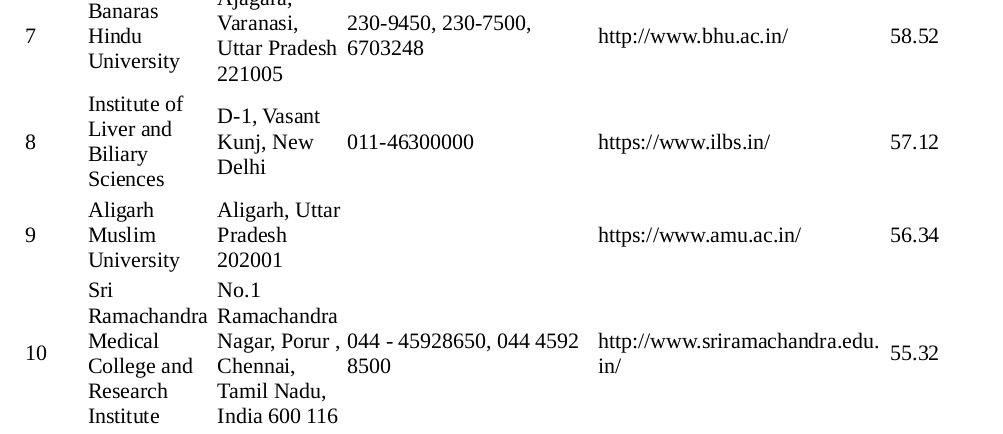 7
Banaras
Hindu
University
Ajagara,
Varanasi,
Uttar Pradesh
221005
230-9450, 230-7500,
6703248
http://www.bhu.ac.in/
58.52
8
Institute of
Liver and
Biliary
Sciences
D-1, Vasant
Kunj, New
Delhi
011-46300000
https://www.ilbs.in/
57.12
9
Aligarh
Muslim
University
Aligarh, Uttar
Pradesh
202001
https://www.amu.ac.in/
56.34
10
Sri
Ramachandra
Medical
College and
Research
Institute
No.1
Ramachandra
Nagar, Porur ,
Chennai,
Tamil Nadu,
India 600 116
044 - 45928650, 044 4592
8500
http://www.sriramachandra.edu.
in/
55.32